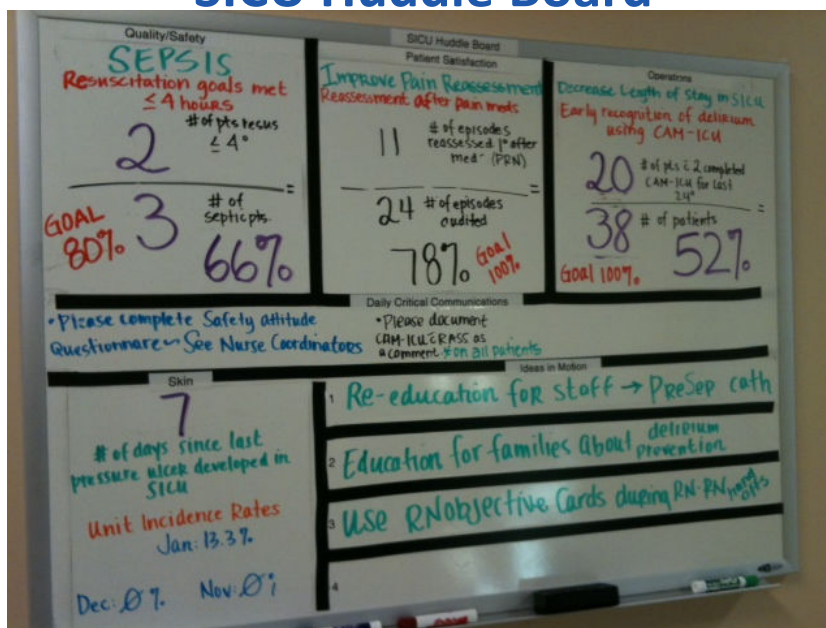 SICU Huddle Board
SICU Huddle Board
Quality/Safety
SEPSIS
Resuscitation goals met
≤ 4 hours
2
# of pts resus
≤ 4°
=
3
# of
septic pts.
GOAL
80%
66%
Patient Satisfaction
Improve Pain Reassessment
Reassessment after pain meds
11
# of episodes
reassessed 1° after
med (PRN)
=
24
# of episodes
audited
78%
Goal
100%
Operations
Decrease Length of Stay in SICU
Early recognition of delirium
using CAM-ICU
20
# of pts c̄ 2 completed
CAM-ICU for last
24°
=
38
# of patients
Goal 100%
52%
Daily Critical Communications
•Please complete Safety attitude
Questionnare ~ See Nurse Coordinators
•Please document
CAM-ICU c̄ RASS as
a comment *on all patients
Skin
7
# of days since last
pressure ulcer developed in
SICU
Unit Incidence Rates
Jan: 13.3%
Dec: Ø %
Nov: Ø
Ideas in Motion
1 Re-education for staff → PreSep cath
2 Education for families about delirium
prevention
3 Use RN objective Cards during RN-RN hand
offs
4